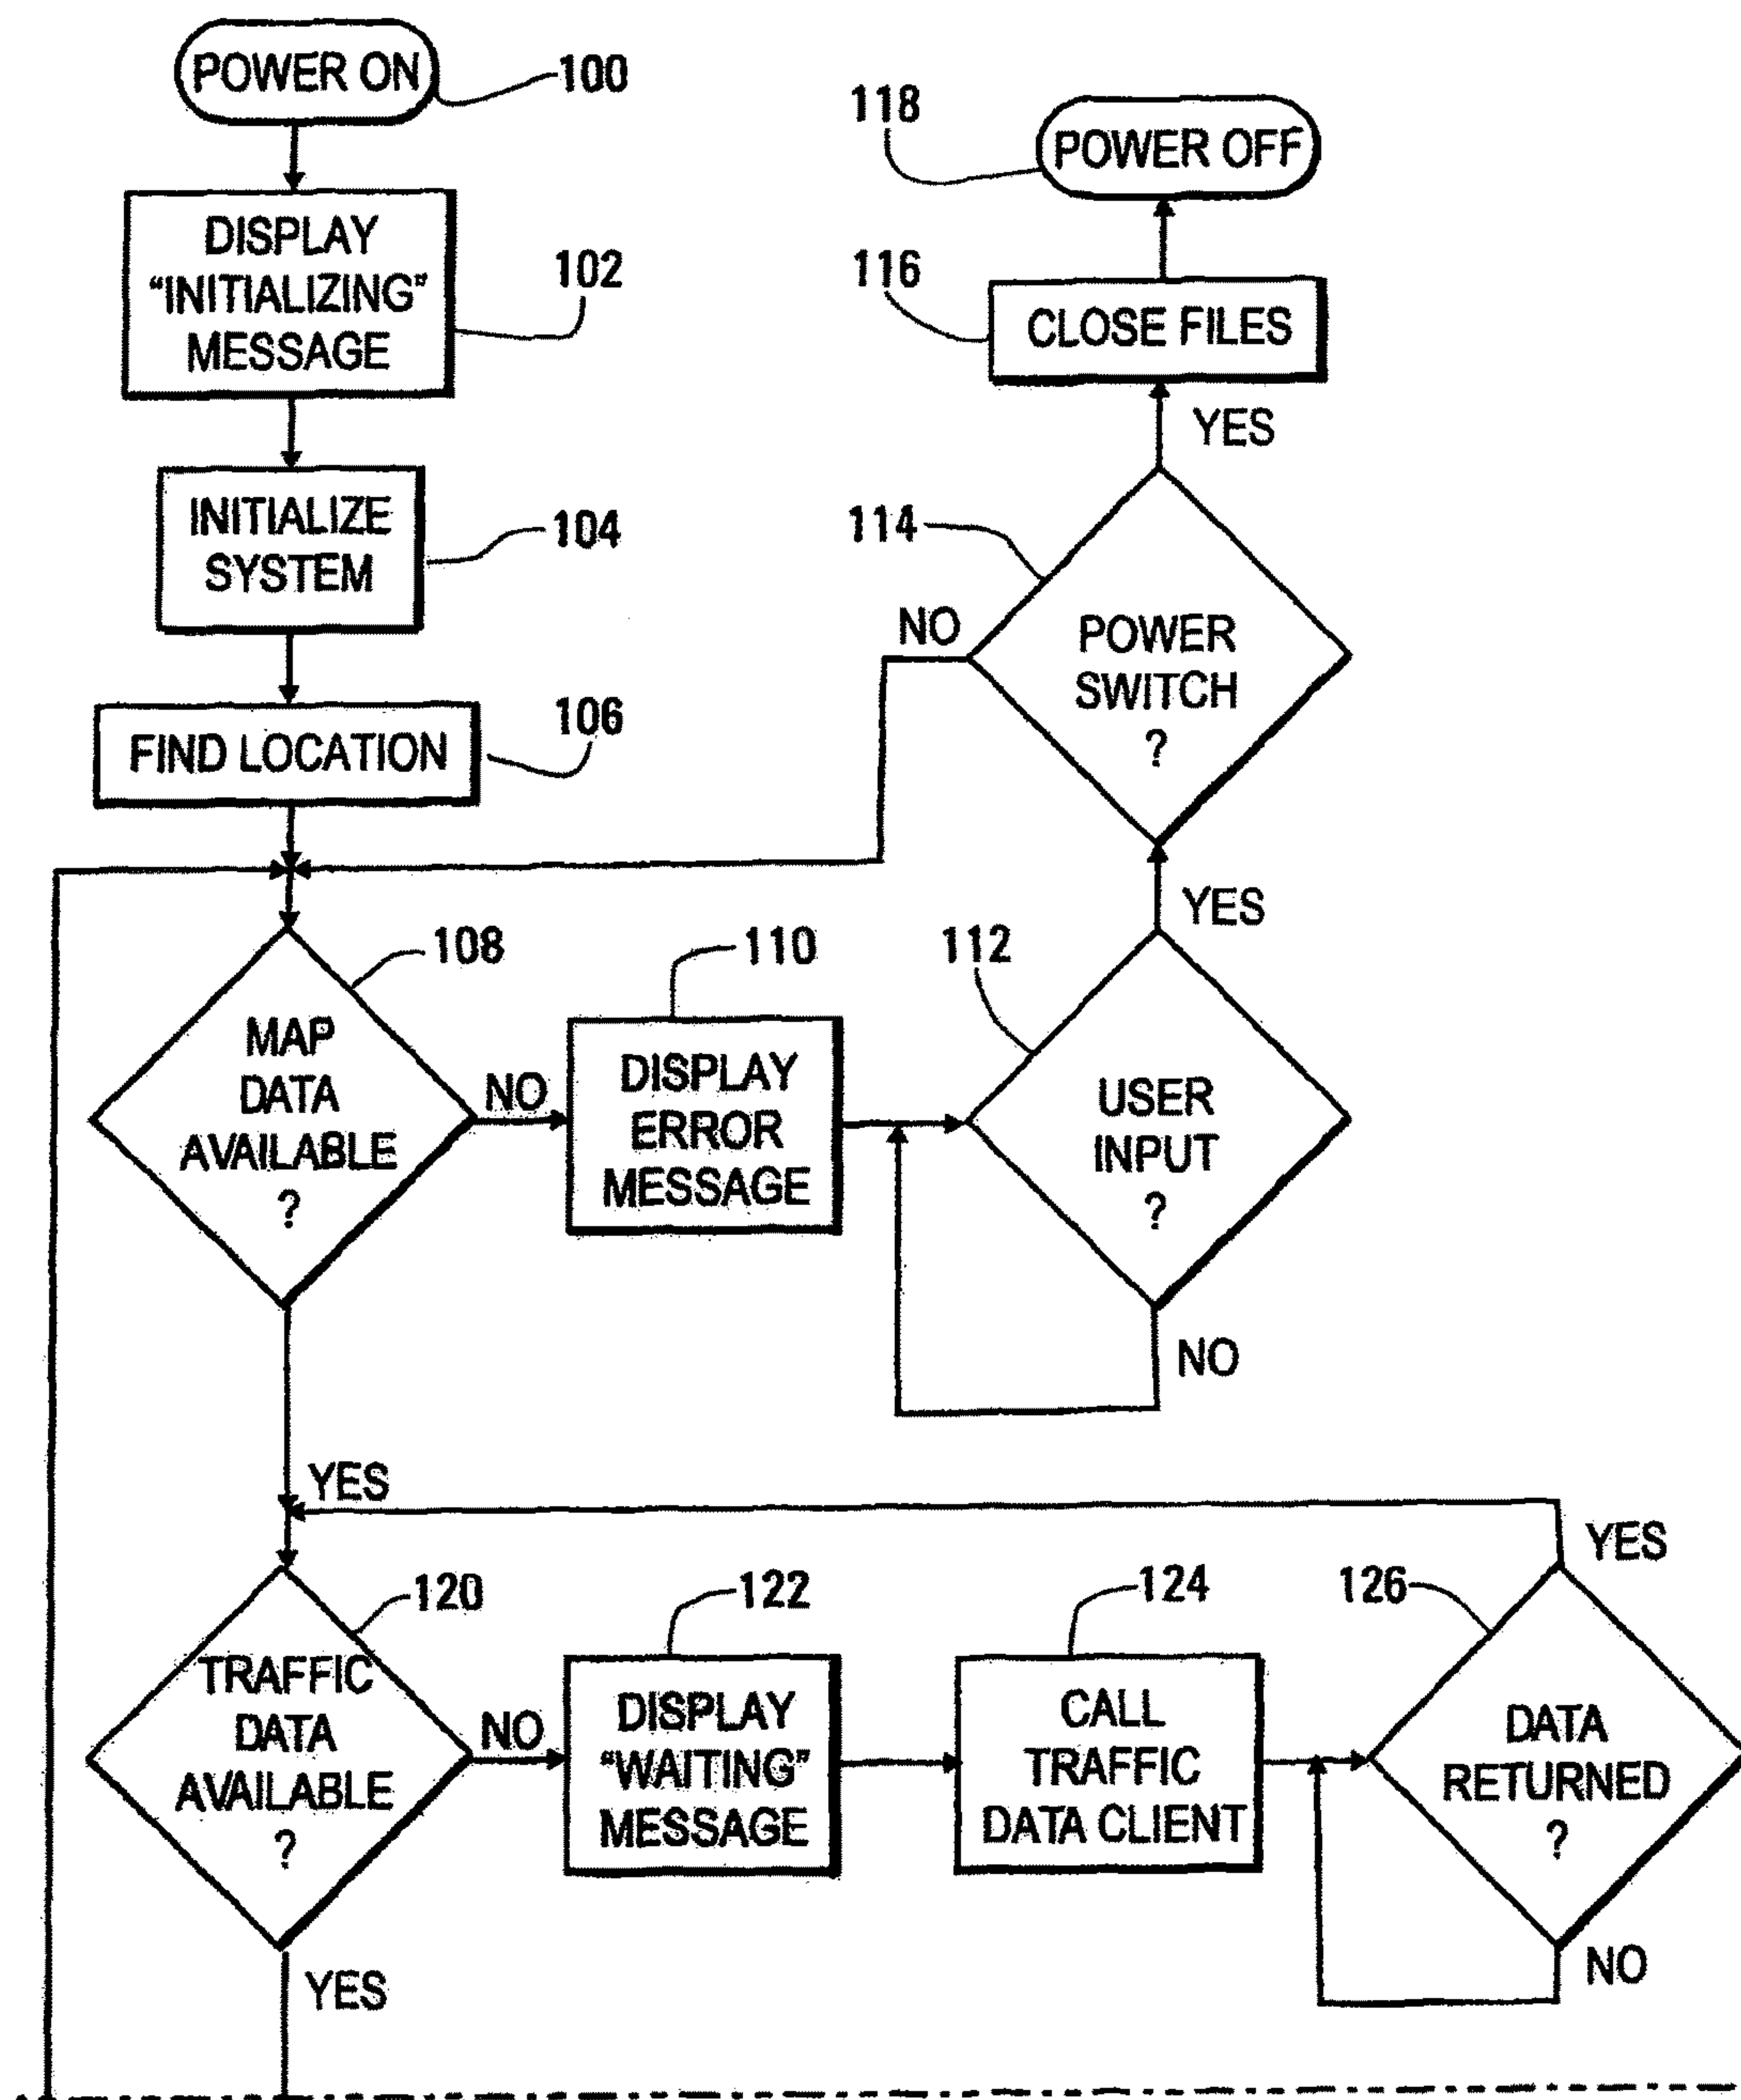 POWER ON
100
DISPLAY
“INITIALIZING”
MESSAGE
102
INITIALIZE
SYSTEM
104
FIND LOCATION
106
118
POWER OFF
116
CLOSE FILES
YES
114
NO
POWER
SWITCH
?
YES
108
MAP
DATA
AVAILABLE
?
NO
110
DISPLAY
ERROR
MESSAGE
112
USER
INPUT
?
NO
YES
120
TRAFFIC
DATA
AVAILABLE
?
NO
122
DISPLAY
“WAITING”
MESSAGE
124
CALL
TRAFFIC
DATA CLIENT
126
DATA
RETURNED
?
YES
NO
YES